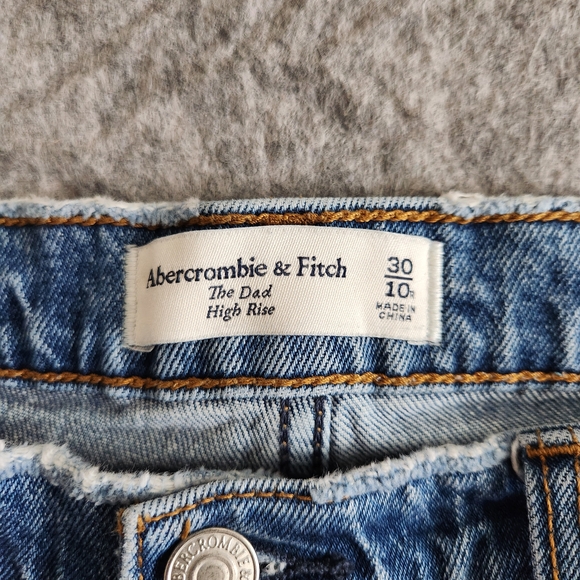 Abercrombie & Fitch
The Dad
High Rise
30
10R
MADE IN
CHINA
ABERCROMBIE &